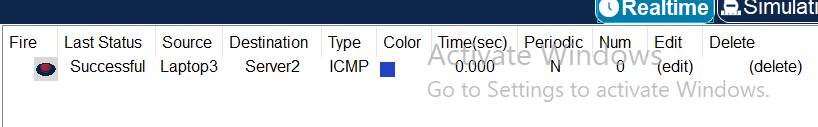 Realtime Simulati
Fire Last Status Source Destination Type Color Time(sec) Periodic Num Edit Delete
Successful Laptop3 Server2 ICMP 0.000 N 0 (edit) (delete)
Activate Windows
Go to Settings to activate Windows.